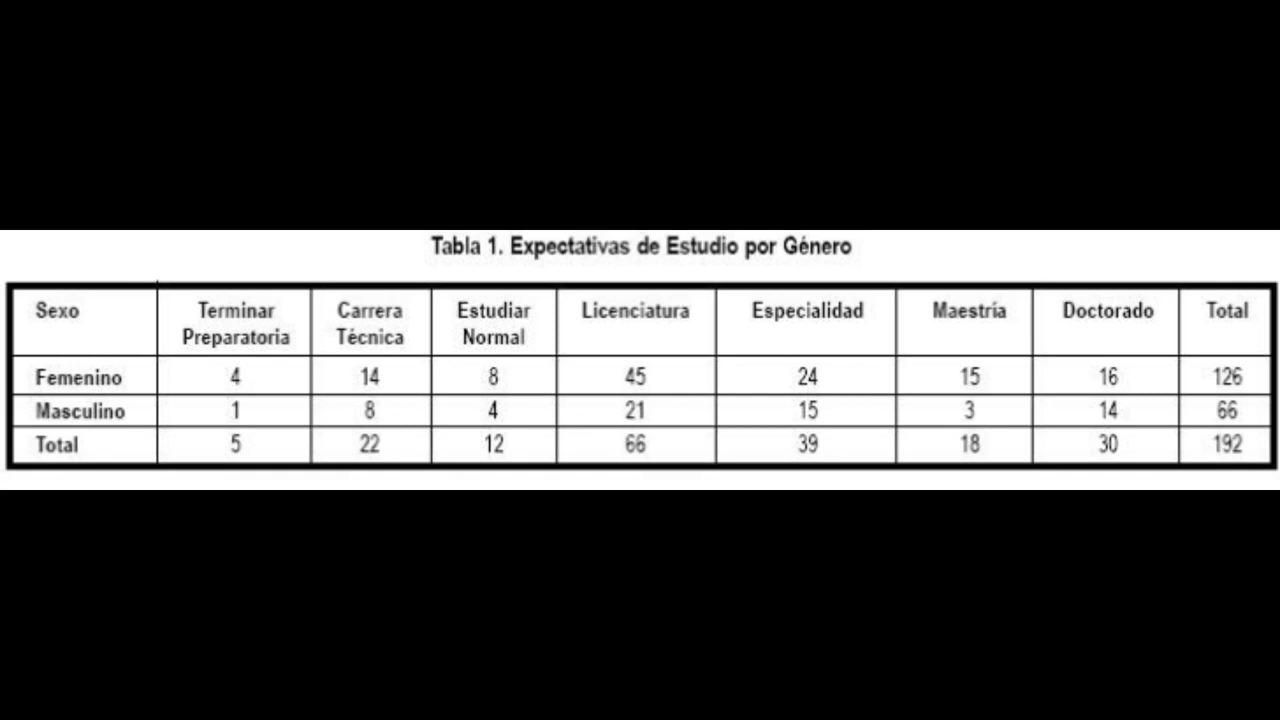 Tabla 1. Expectativas de Estudio por Género
Sexo Terminar Preparatoria Carrera Técnica Estudiar Normal Licenciatura Especialidad Maestría Doctorado Total
Femenino 4 14 8 45 24 15 16 126
Masculino 1 8 4 21 15 3 14 66
Total 5 22 12 66 39 18 30 192